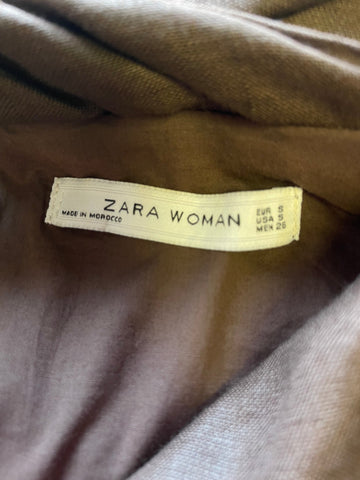 ZARA WOMAN
MADE IN MOROCCO
EUR S
USA S
MEX 26